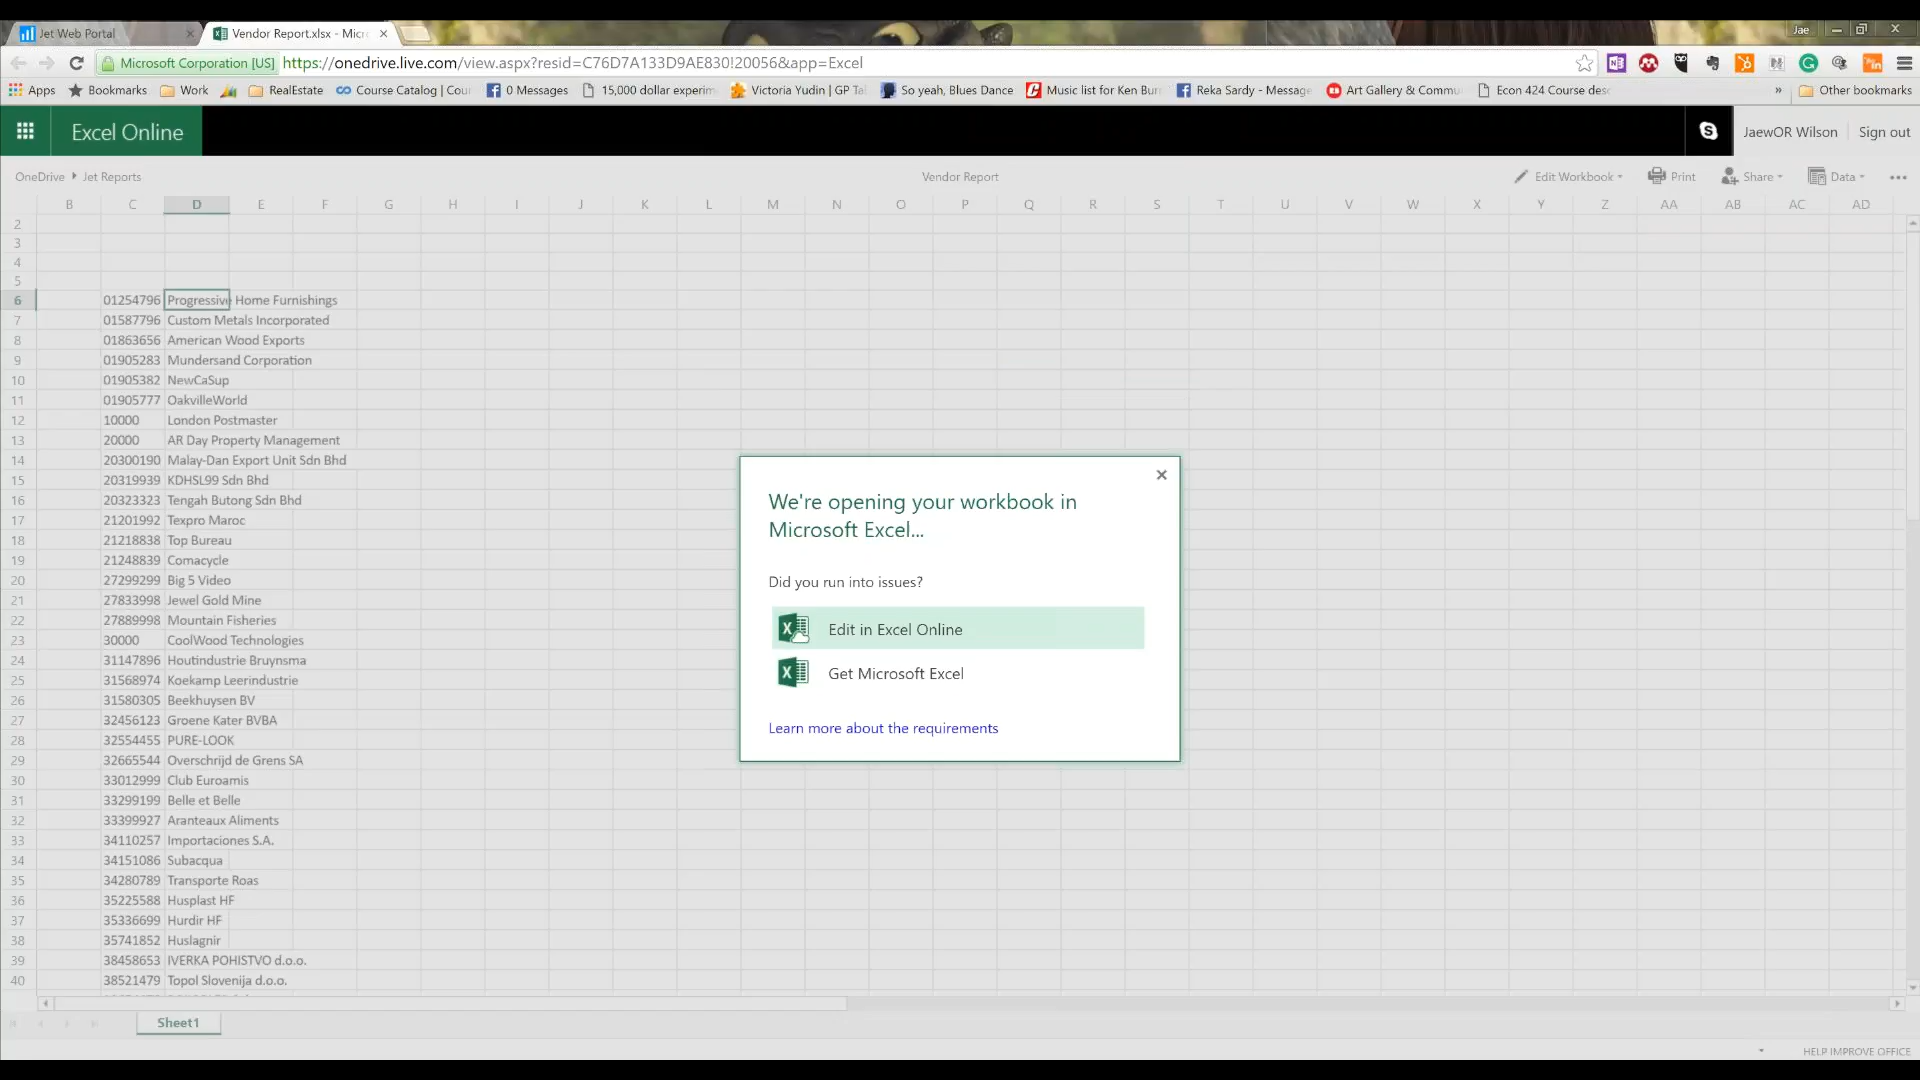 Jet Web Portal
Vendor Report.xlsx - Micr
Jae
Microsoft Corporation [US] https://onedrive.live.com/view.aspx?resid=C76D7A133D9AE830!20056&app=Excel
Apps Bookmarks Work RealEstate Course Catalog | Cour 0 Messages 15,000 dollar experim Victoria Yudin | GP Ta So yeah, Blues Dance Music list for Ken Bur Reka Sardy - Message Art Gallery & Commu Econ 424 Course desc » Other bookmarks
Excel Online
JaewOR Wilson Sign out
OneDrive Jet Reports
Vendor Report
Edit Workbook Print Share Data
B C D E F G H I J K L M N O P Q R S T U V W X Y Z AA AB AC AD
2
3
4
5
6 01254796 Progressive Home Furnishings
7 01587796 Custom Metals Incorporated
8 01863656 American Wood Exports
9 01905283 Mundersand Corporation
10 01905382 NewCaSup
11 01905777 OakvilleWorld
12 10000 London Postmaster
13 20000 AR Day Property Management
14 20300190 Malay-Dan Export Unit Sdn Bhd
15 20319939 KDHSL99 Sdn Bhd
16 20323323 Tengah Butong Sdn Bhd
17 21201992 Texpro Maroc
18 21218838 Top Bureau
19 21248839 Comacycle
20 27299299 Big 5 Video
21 27833998 Jewel Gold Mine
22 27889998 Mountain Fisheries
23 30000 CoolWood Technologies
24 31147896 Houtindustrie Bruynsma
25 31568974 Koekamp Leerindustrie
26 31580305 Beekhuysen BV
27 32456123 Groene Kater BVBA
28 32554455 PURE-LOOK
29 32665544 Overschrijd de Grens SA
30 33012999 Club Euroamis
31 33299199 Belle et Belle
32 33399927 Aranteaux Aliments
33 34110257 Importaciones S.A.
34 34151086 Subacqua
35 34280789 Transporte Roas
36 35225588 Husplast HF
37 35336699 Hurdir HF
38 35741852 Huslagnir
39 38458653 IVERKA POHISTVO d.o.o.
40 38521479 Topol Slovenija d.o.o.
We're opening your workbook in
Microsoft Excel...
Did you run into issues?
Edit in Excel Online
Get Microsoft Excel
Learn more about the requirements
Sheet1
HELP IMPROVE OFFICE